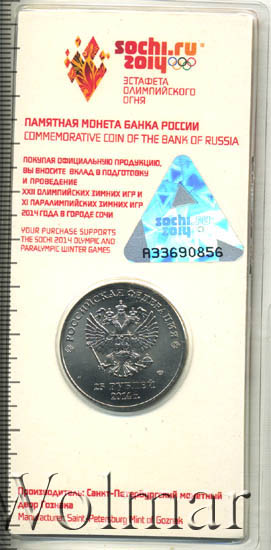 sochi.ru
2014
ЭСТАФЕТА
ОЛИМПИЙСКОГО
ОГНЯ
ПАМЯТНАЯ МОНЕТА БАНКА РОССИИ
COMMEMORATIVE COIN OF THE BANK OF RUSSIA
ПОКУПАЯ ОФИЦИАЛЬНУЮ ПРОДУКЦИЮ,
ВЫ ВНОСИТЕ ВКЛАД В ПОДГОТОВКУ
И ПРОВЕДЕНИЕ
XXII ОЛИМПИЙСКИХ ЗИМНИХ ИГР И
XI ПАРАЛИМПИЙСКИХ ЗИМНИХ ИГР
2014 ГОДА В ГОРОДЕ СОЧИ
YOUR PURCHASE SUPPORTS
THE SOCHI 2014 OLYMPIC AND
PARALYMPIC WINTER GAMES
sochi.ru
2014
A33690856
РОССИЙСКАЯ ФЕДЕРАЦИЯ
25 РУБЛЕЙ
2014 г.
Производитель: Санкт-Петербургский монетный
двор Гознака
Manufacturer: Saint-Petersburg Mint of Goznak
Wolmar